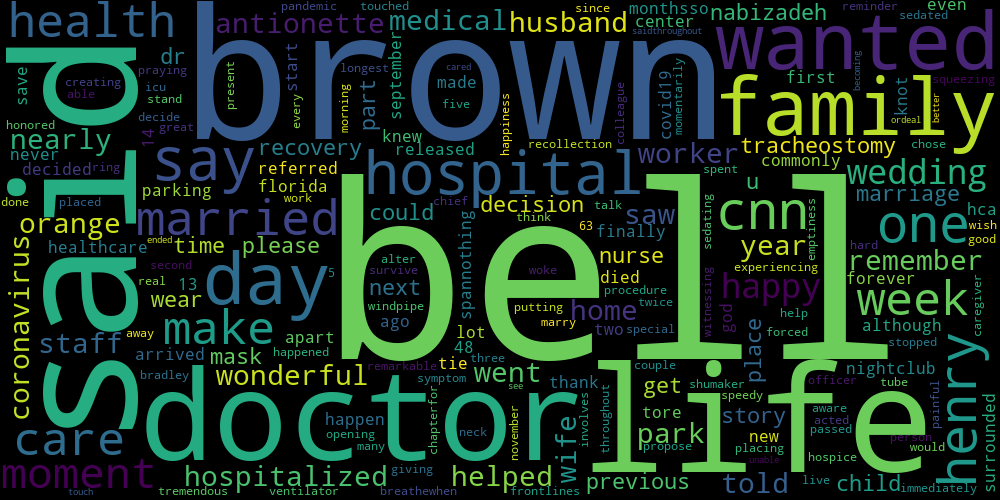 health
antionette
pandemic
touched
medical
since
husband
monthsso
center
nabizadeh
reminder
sedated
even
wanted
said
brown
save
dr
praying
creating
able
icu
stand
decide
honored
nearly
never
great
14
present
every
start
longest
morning
part
september
cared
made
five
knew
released
happiness
saidthroughout
colleague
covid19
momentarily
first
family
becoming
squeezing
better
knot
ordeal
chose
say
recovery
recollection
referred
florida
work
hospital
worker
tracheostomy
commonly
spent
u
wedding
marriage
decided
ring
done
placed
orange
parking
married
could
chief
decision
talk
think
63
saw
finally
cnn
one
hca
wish
good
healthcare
ended
time
please
alter
spannothing
nurse
died
sedating
year
emptiness
experiencing
hard
remember
forever
coronavirus
second
real
13
wear
day
5
survive
next
woke
procedure
windpipe
ago
bell
putting
marry
home
two
twice
special
witnessing
god
happy
help
forced
week
caregiver
staff
away
make
apart
lot
48
tie
three
remarkable
although
stopped
arrived
mask
happened
symptom
wonderful
went
see
thank
couple
get
shumaker
speedy
place
officer
tube
nightclub
bradley
doctor
life
care
happen
opening
many
chapterfor
neck
november
wife
involves
throughout
tore
park
propose
story
new
placing
aware
acted
passed
person
would
painful
henry
surrounded
moment
touch
hospitalized
tremendous
ventilator
giving
breathewhen
helped
frontlines
previous
told
unable
hospice
child
live
immediately